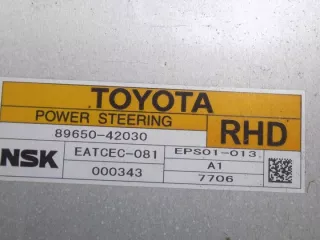 TOYOTA
POWER STEERING
89650-42030 RHD
NSK EATCEC-081 EPS01-013
000343 A1
7706